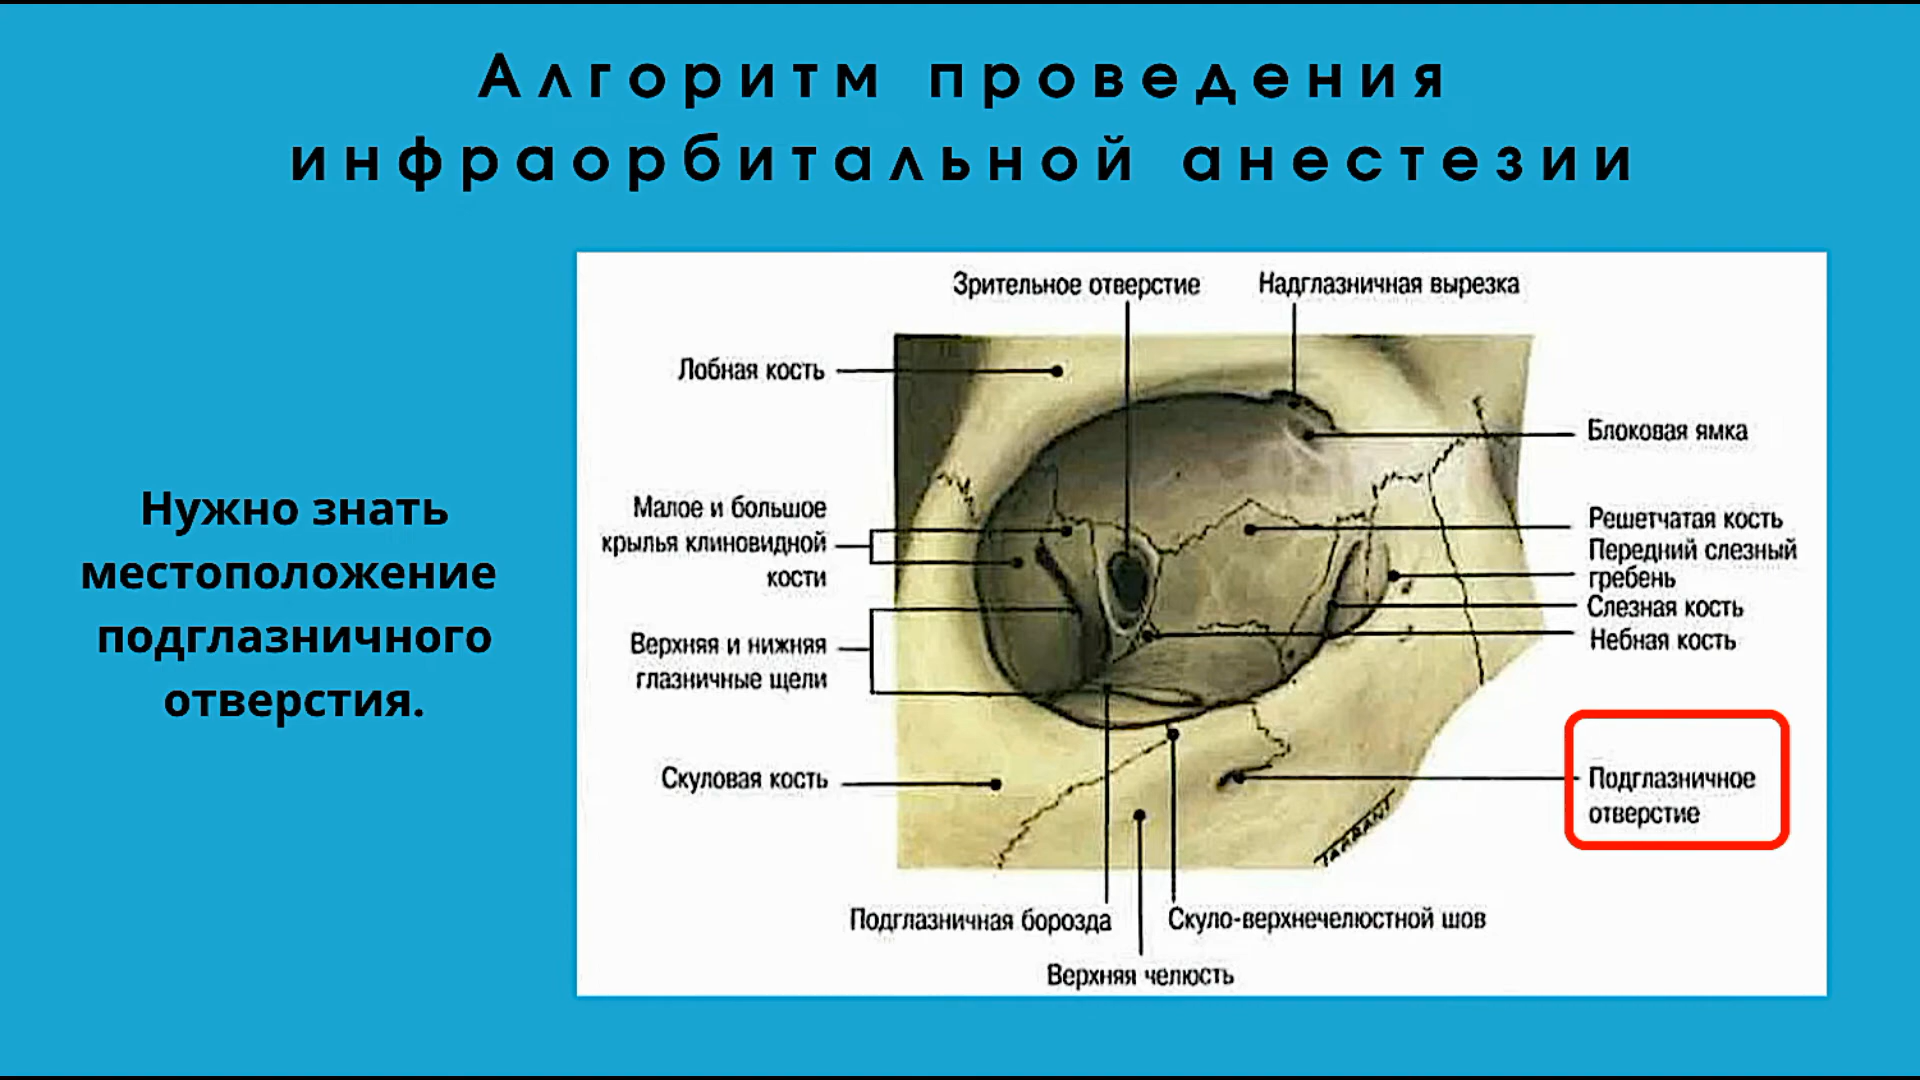 Алгоритм проведения
инфраорбитальной анестезии
Нужно знать
местоположение
подглазничного
отверстия.
Зрительное отверстие
Надглазничная вырезка
Лобная кость
Блоковая ямка
Малое и большое
крылья клиновидной
кости
Решетчатая кость
Передний слезный
гребень
Слезная кость
Небная кость
Верхняя и нижняя
глазничные щели
Скуловая кость
Подглазничное
отверстие
TARRANT
Подглазничная борозда
Скуло-верхнечелюстной шов
Верхняя челюсть